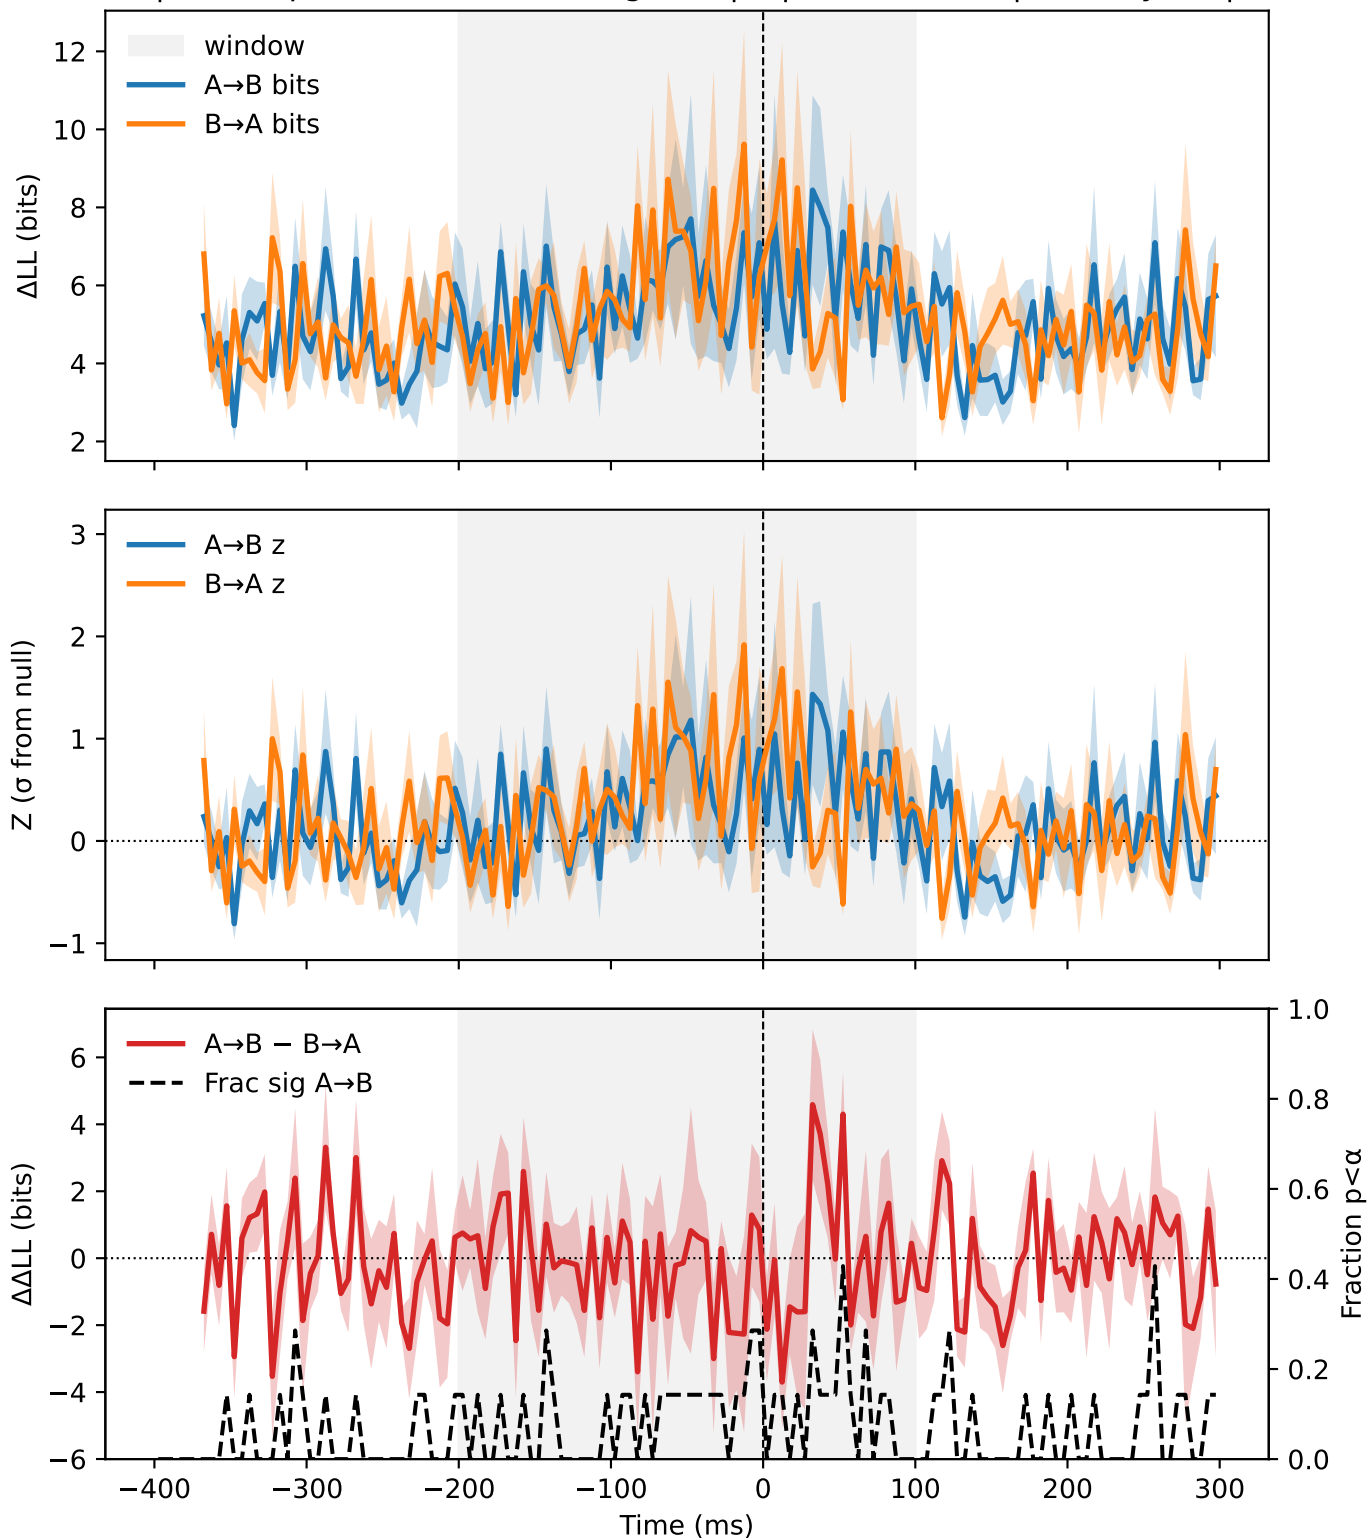 12
10
8
6
4
2
ΔLL (bits)
window
A→B bits
B→A bits
3
2
1
0
−1
Z (σ from null)
A→B z
B→A z
6
4
2
0
−2
−4
−6
ΔΔLL (bits)
A→B − B→A
Frac sig A→B
1.0
0.8
0.6
0.4
0.2
0.0
Fraction p<α
−400 −300 −200 −100 0 100 200 300
Time (ms)